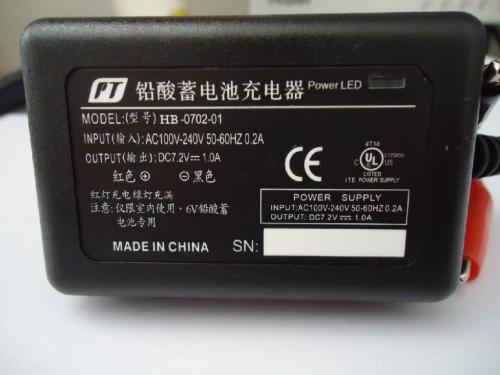 PT 铅酸蓄电池充电器 Power LED
MODEL:(型号) HB-0702-01
INPUT(输入):AC100V-240V 50-60HZ 0.2A
OUTPUT(输出):DC7.2V⎓1.0A
红色 ⊕ ⊖黑色
红灯充电绿灯充满
注意:仅限室内使用·6V铅酸蓄
电池专用
MADE IN CHINA
SN:
CE
4T18
C UL US
LISTED
I.T.E. POWER SUPPLY
POWER SUPPLY
INPUT:AC100V-240V 50-60HZ 0.2A
OUTPUT: DC7.2V⎓1.0A